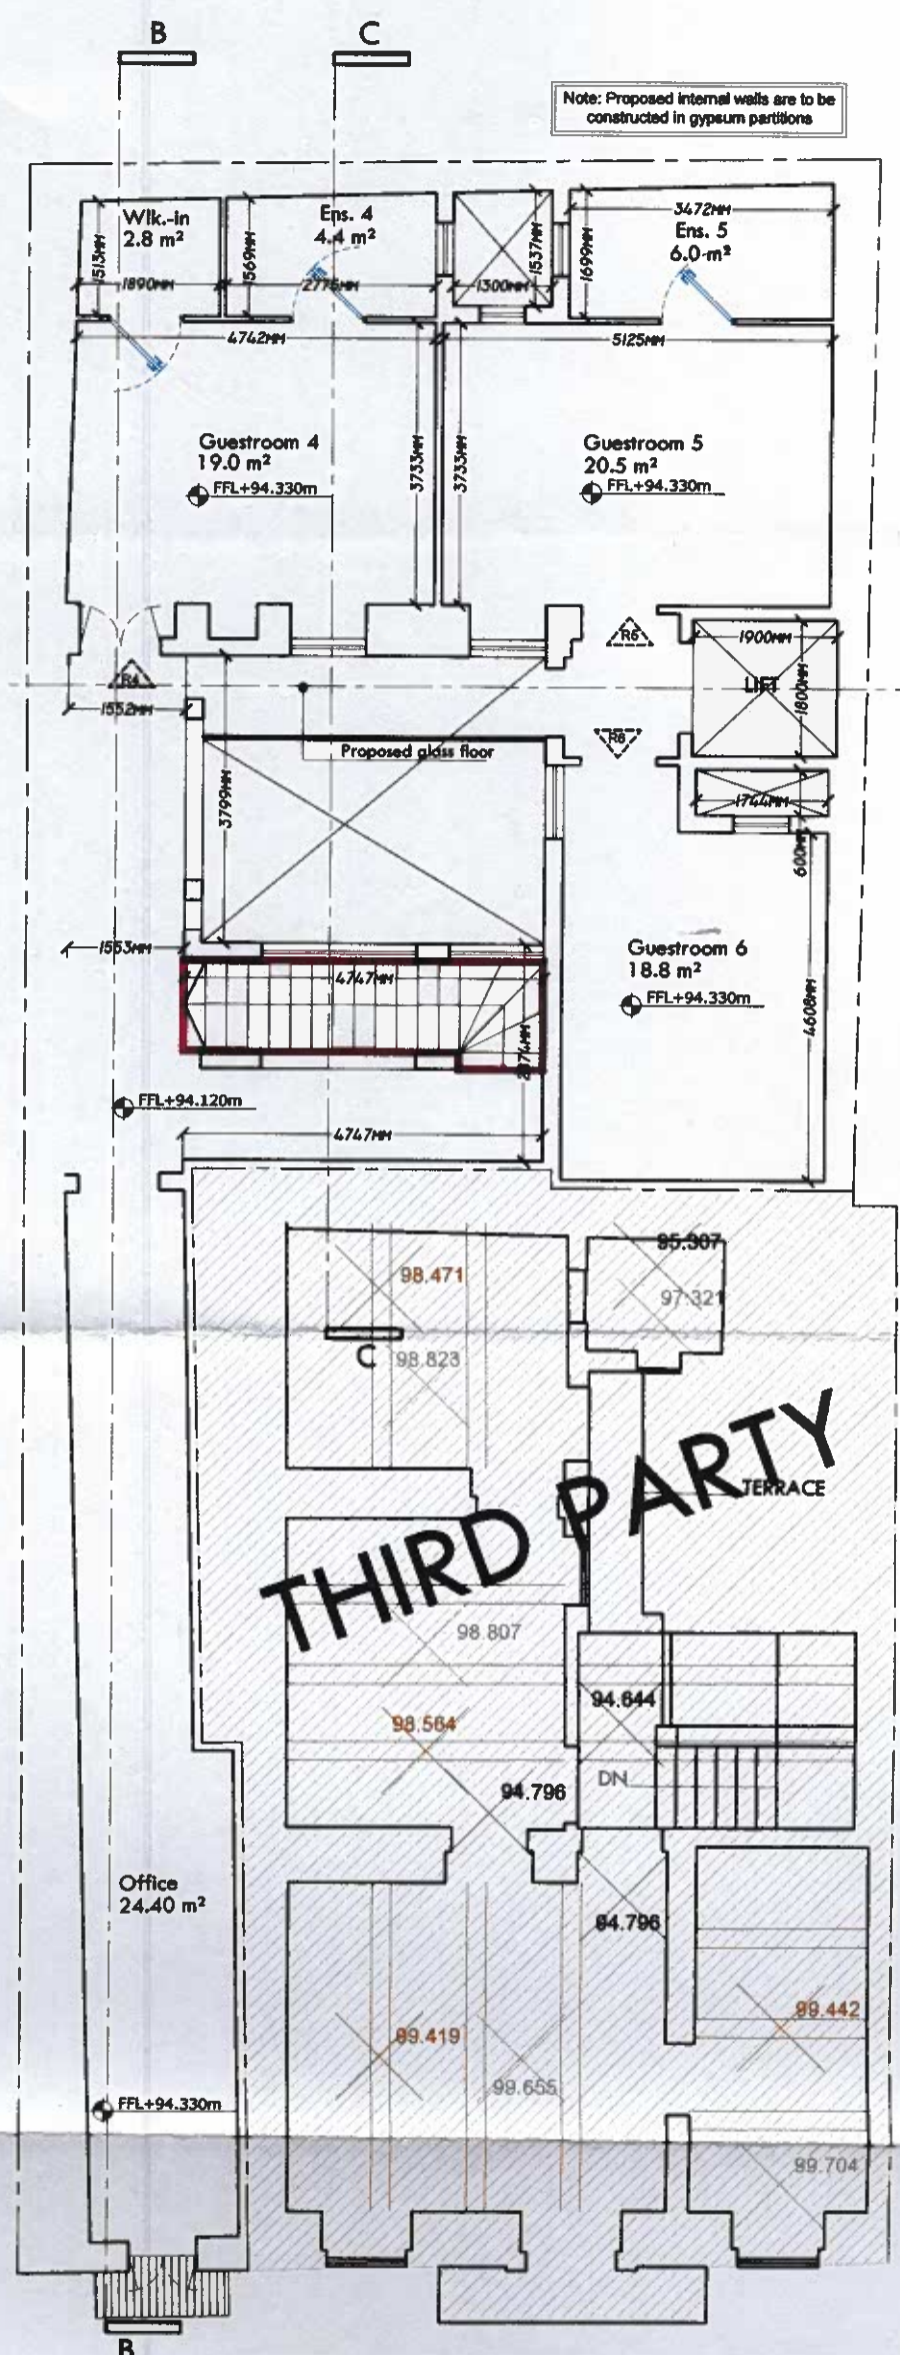 B
C
Note: Proposed internal walls are to be
constructed in gypsum partitions
Wlk.-in
2.8 m²
1513MM
1890MM
Ens. 4
4.4 m²
1569MM
2775MM
1537MM
1300MM
3472MM
Ens. 5
6.0 m²
1699MM
4742MM
5125MM
Guestroom 4
19.0 m²
FFL+94.330m
3733MM
3733MM
Guestroom 5
20.5 m²
FFL+94.330m
R4
1552MM
R5
1900MM
LIFT
1800MM
R6
Proposed glass floor
3799MM
1744MM
600MM
1553MM
4747MM
Guestroom 6
18.8 m²
FFL+94.330m
4608MM
FFL+94.120m
4747MM
95.307
98.471
97.321
C
98.823
THIRD PARTY
TERRACE
98.807
94.644
98.564
94.796
DN
Office
24.40 m²
94.796
99.442
99.419
99.655
FFL+94.330m
99.704
B